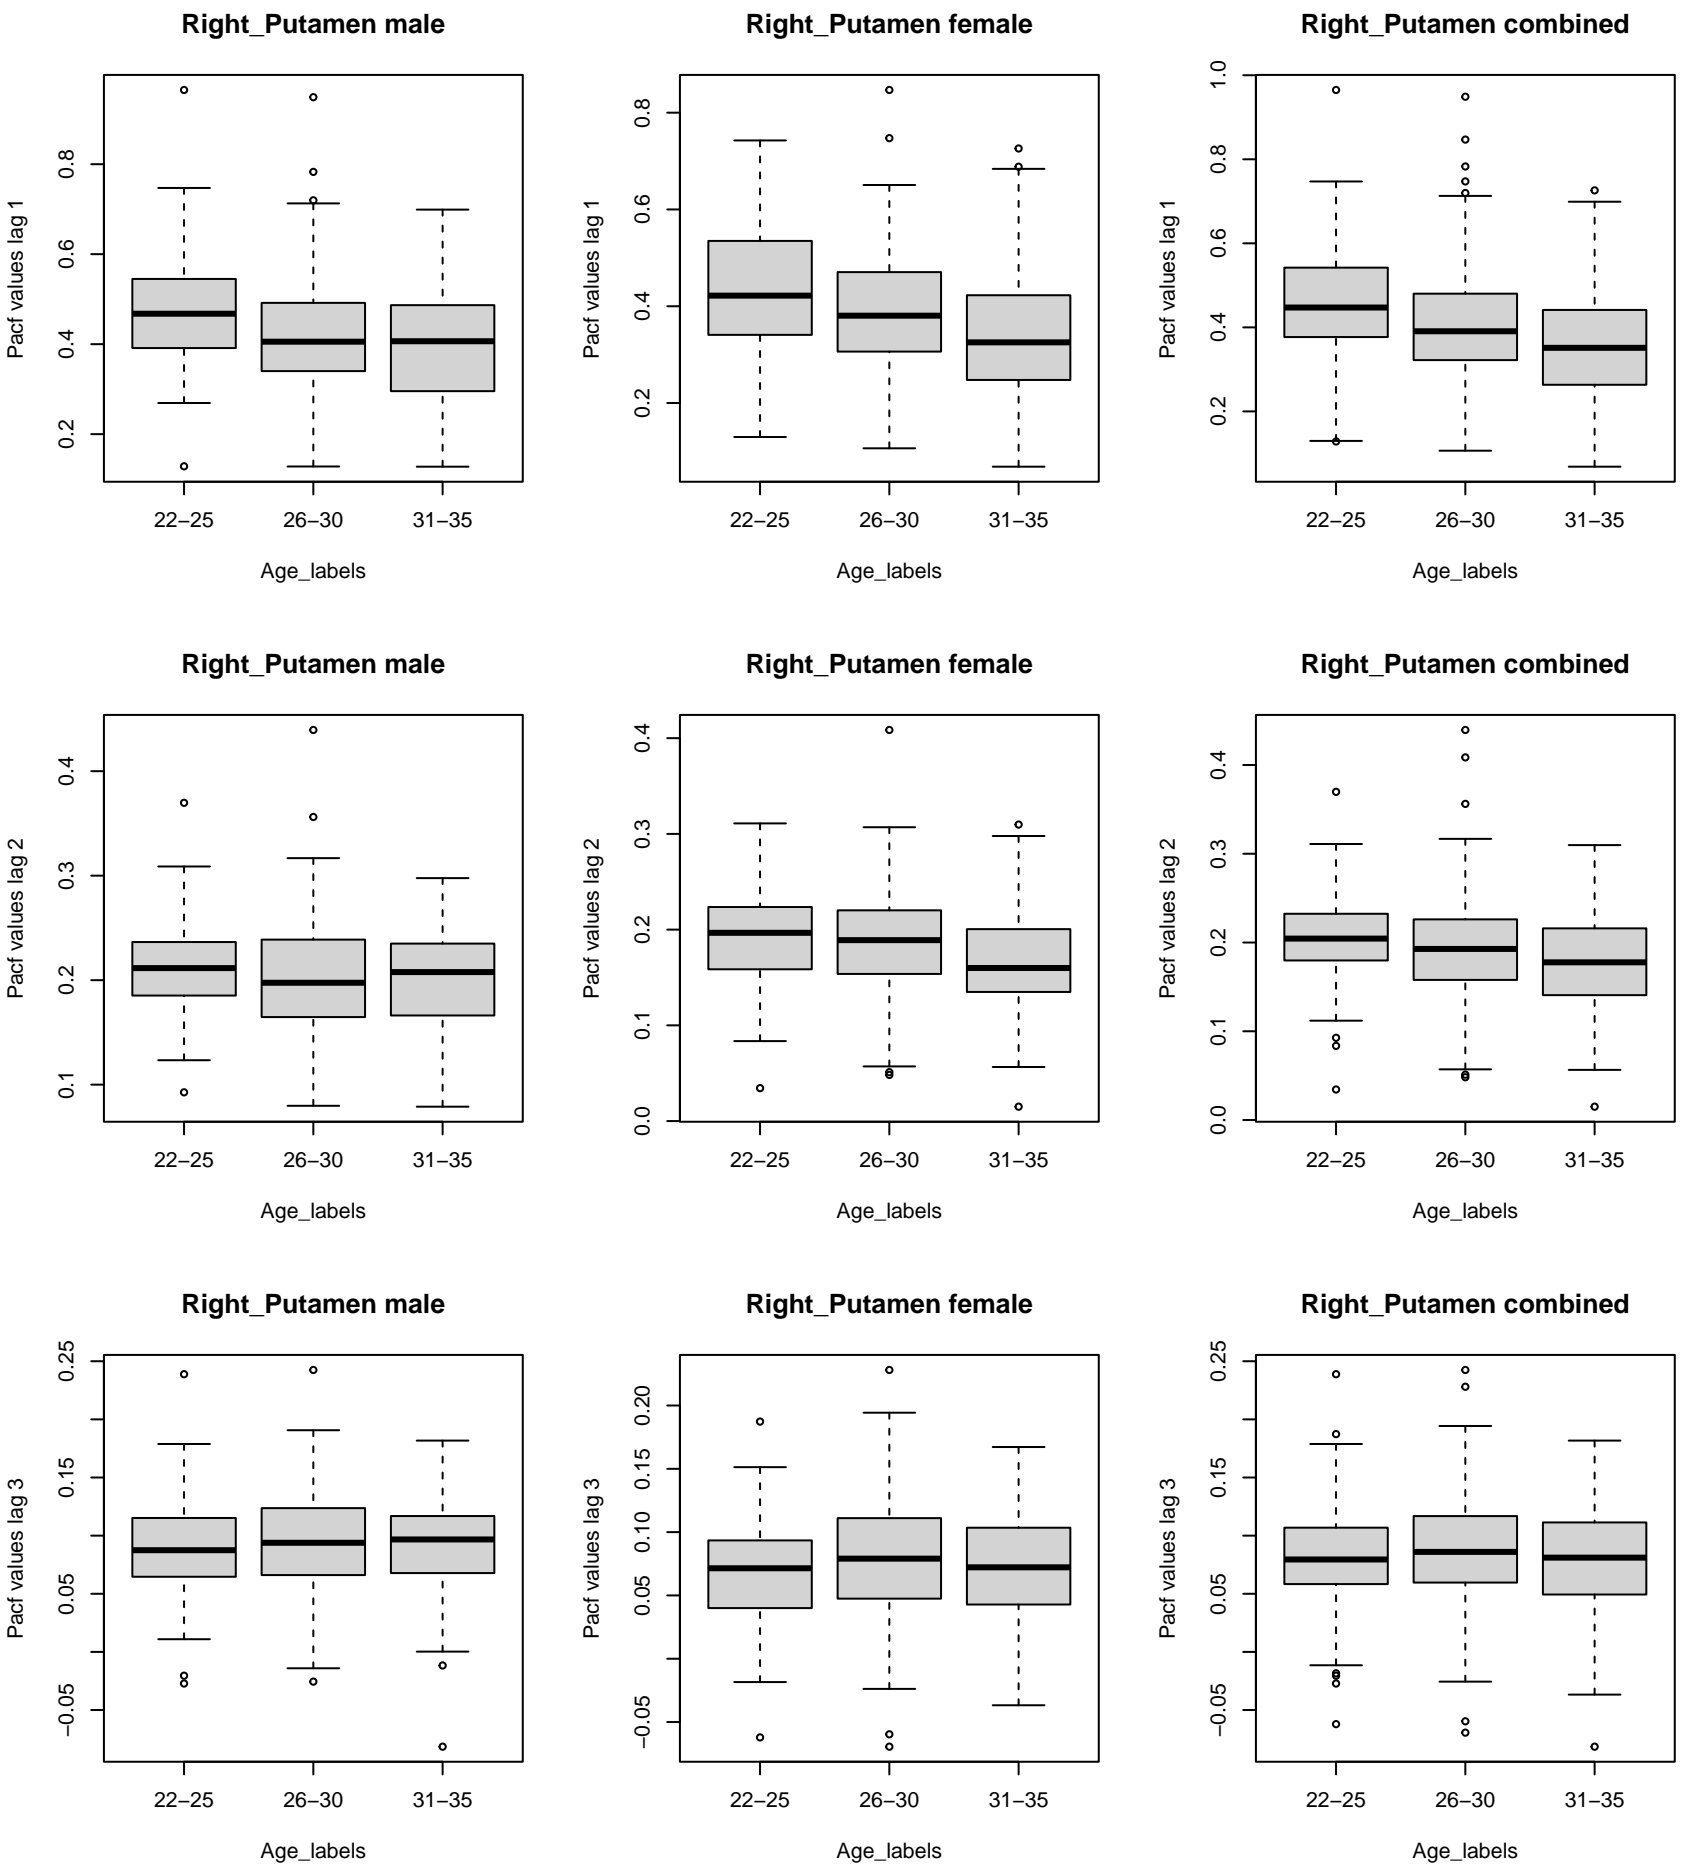 Right_Putamen male
Right_Putamen female
Right_Putamen combined
Pacf values lag 1
0.2 0.4 0.6 0.8
22−25 26−30 31−35
Age_labels
Pacf values lag 1
0.2 0.4 0.6 0.8
22−25 26−30 31−35
Age_labels
Pacf values lag 1
0.2 0.4 0.6 0.8 1.0
22−25 26−30 31−35
Age_labels
Right_Putamen male
Right_Putamen female
Right_Putamen combined
Pacf values lag 2
0.1 0.2 0.3 0.4
22−25 26−30 31−35
Age_labels
Pacf values lag 2
0.0 0.1 0.2 0.3 0.4
22−25 26−30 31−35
Age_labels
Pacf values lag 2
0.0 0.1 0.2 0.3 0.4
22−25 26−30 31−35
Age_labels
Right_Putamen male
Right_Putamen female
Right_Putamen combined
Pacf values lag 3
−0.05 0.05 0.15 0.25
22−25 26−30 31−35
Age_labels
Pacf values lag 3
−0.05 0.05 0.10 0.15 0.20
22−25 26−30 31−35
Age_labels
Pacf values lag 3
−0.05 0.05 0.15 0.25
22−25 26−30 31−35
Age_labels